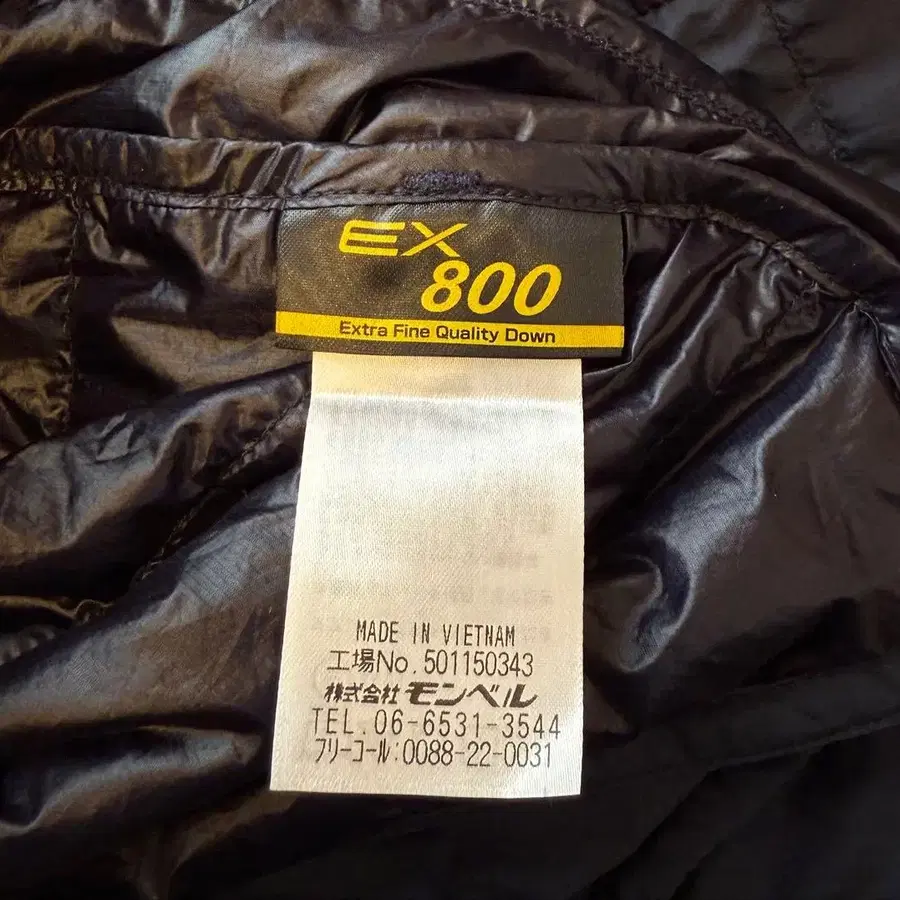 EX
800
Extra Fine Quality Down
MADE IN VIETNAM
工場No.501150343
株式会社 モンベル
TEL.06-6531-3544
フリーコール:0088-22-0031